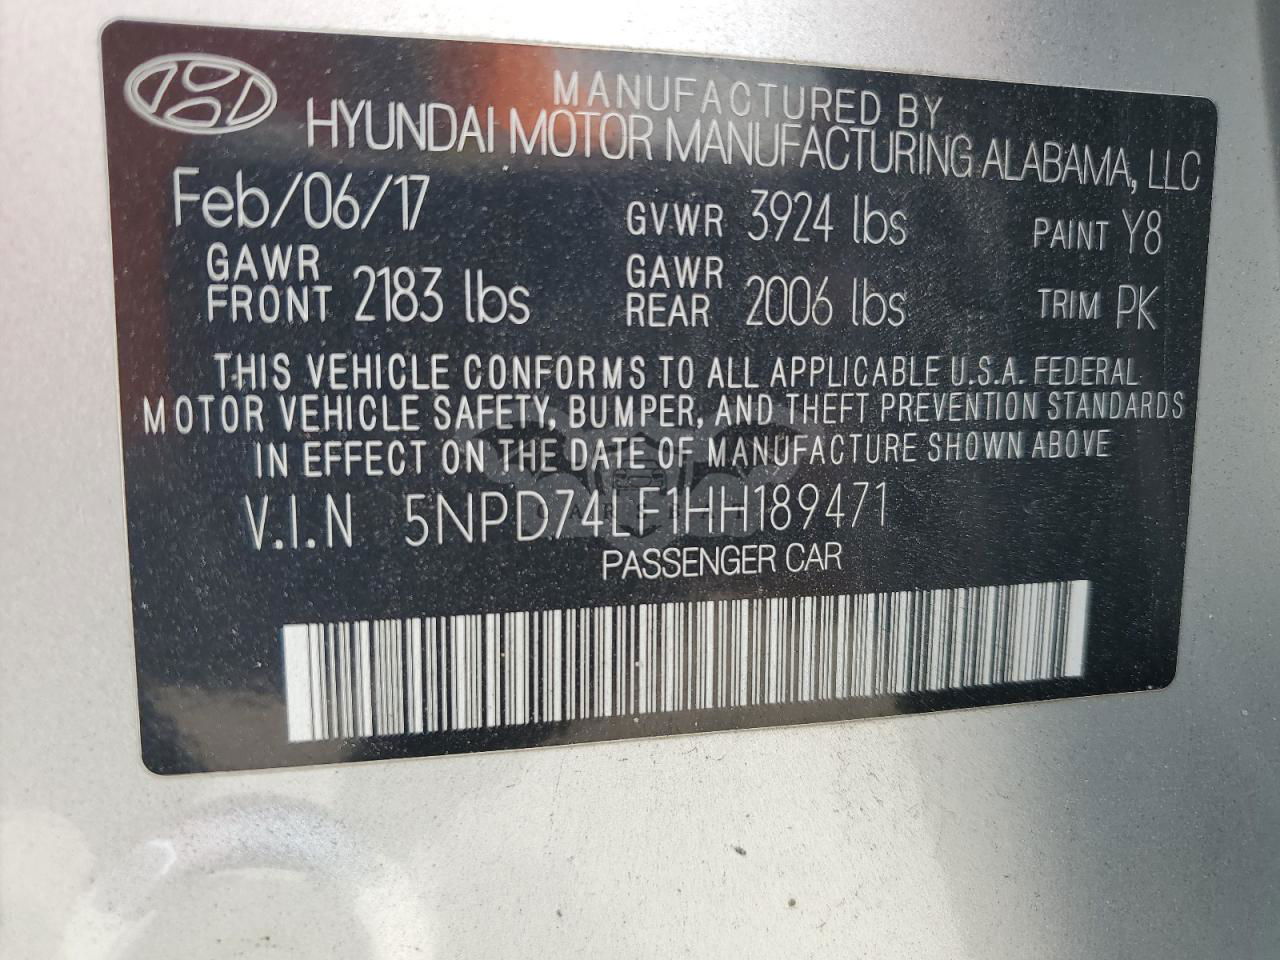 MANUFACTURED BY
HYUNDAI MOTOR MANUFACTURING ALABAMA, LLC
Feb/06/17 GVWR 3924 lbs PAINT Y8
GAWR FRONT 2183 lbs GAWR REAR 2006 lbs TRIM PK
THIS VEHICLE CONFORMS TO ALL APPLICABLE U.S.A. FEDERAL
MOTOR VEHICLE SAFETY, BUMPER, AND THEFT PREVENTION STANDARDS
IN EFFECT ON THE DATE OF MANUFACTURE SHOWN ABOVE
V.I.N 5NPD74LF1HH189471
PASSENGER CAR